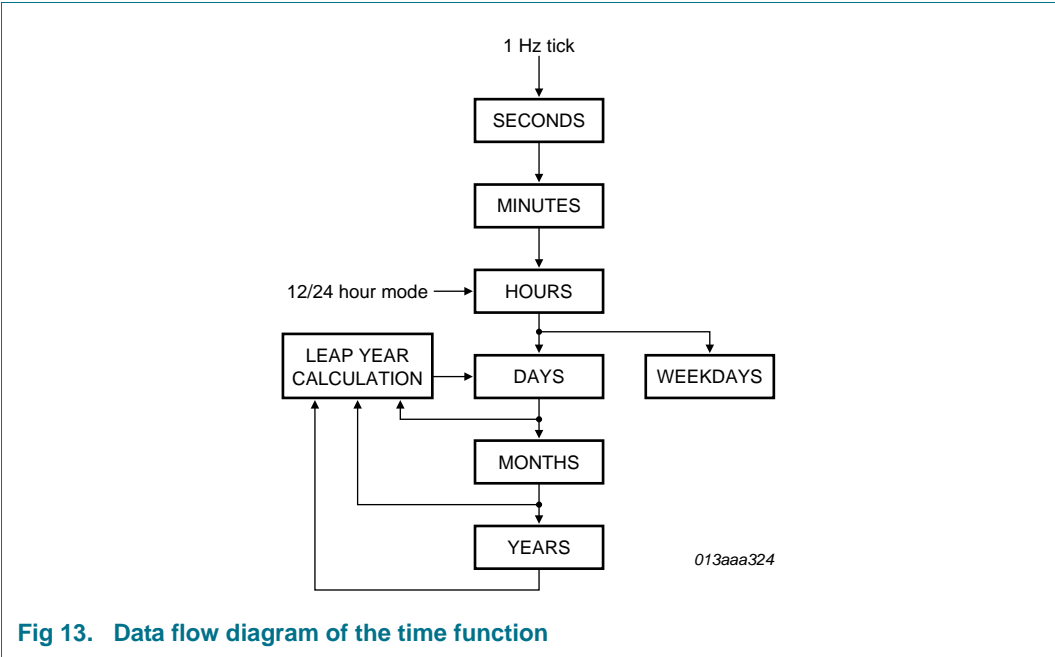 1 Hz tick
SECONDS
MINUTES
12/24 hour mode
HOURS
LEAP YEAR
CALCULATION
DAYS
WEEKDAYS
MONTHS
YEARS
013aaa324
Fig 13. Data flow diagram of the time function